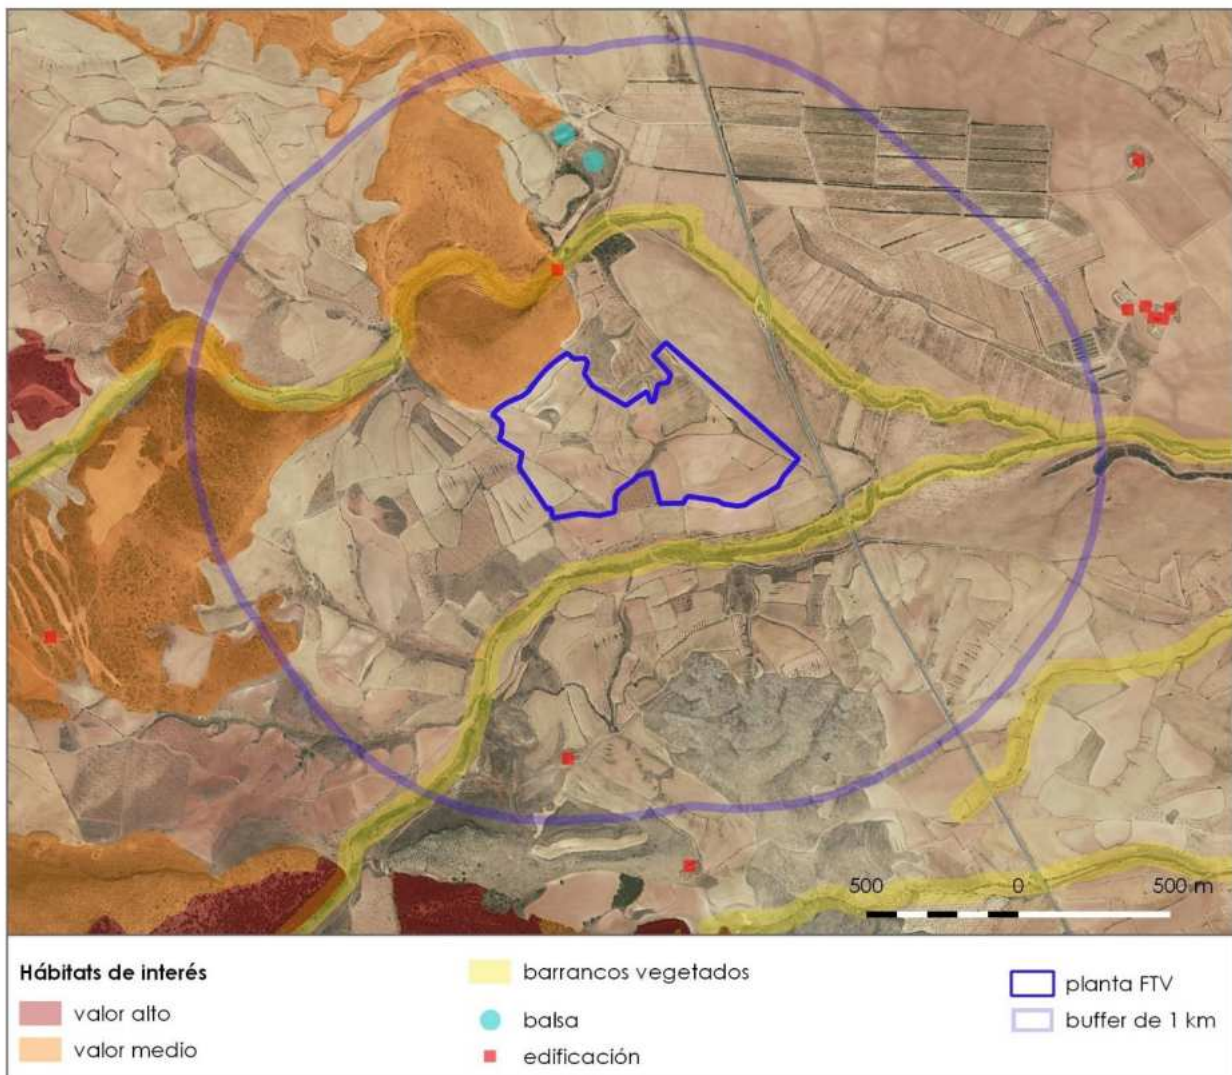 500 0 500 m
Hábitats de interés
valor alto
valor medio
barrancos vegetados
balsa
edificación
planta FTV
buffer de 1 km